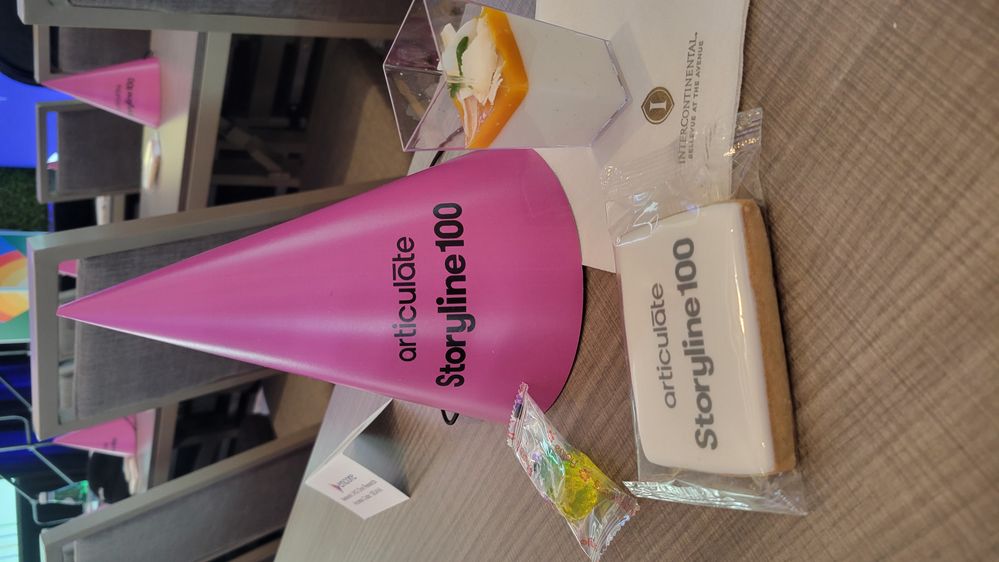 articulate
Storyline 100
articulate
Storyline 100
INTERCONTINENTAL
BELLEVUE AT THE AVENUE
I